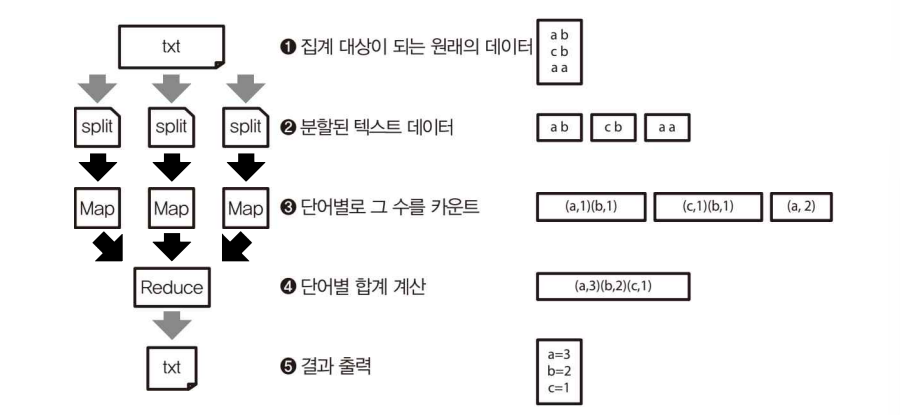 txt
❶ 집계 대상이 되는 원래의 데이터
a b
c b
a a
split
split
split
❷ 분할된 텍스트 데이터
a b
c b
a a
Map
Map
Map
❸ 단어별로 그 수를 카운트
(a,1)(b,1)
(c,1)(b,1)
(a, 2)
Reduce
❹ 단어별 합계 계산
(a,3)(b,2)(c,1)
txt
❺ 결과 출력
a=3
b=2
c=1